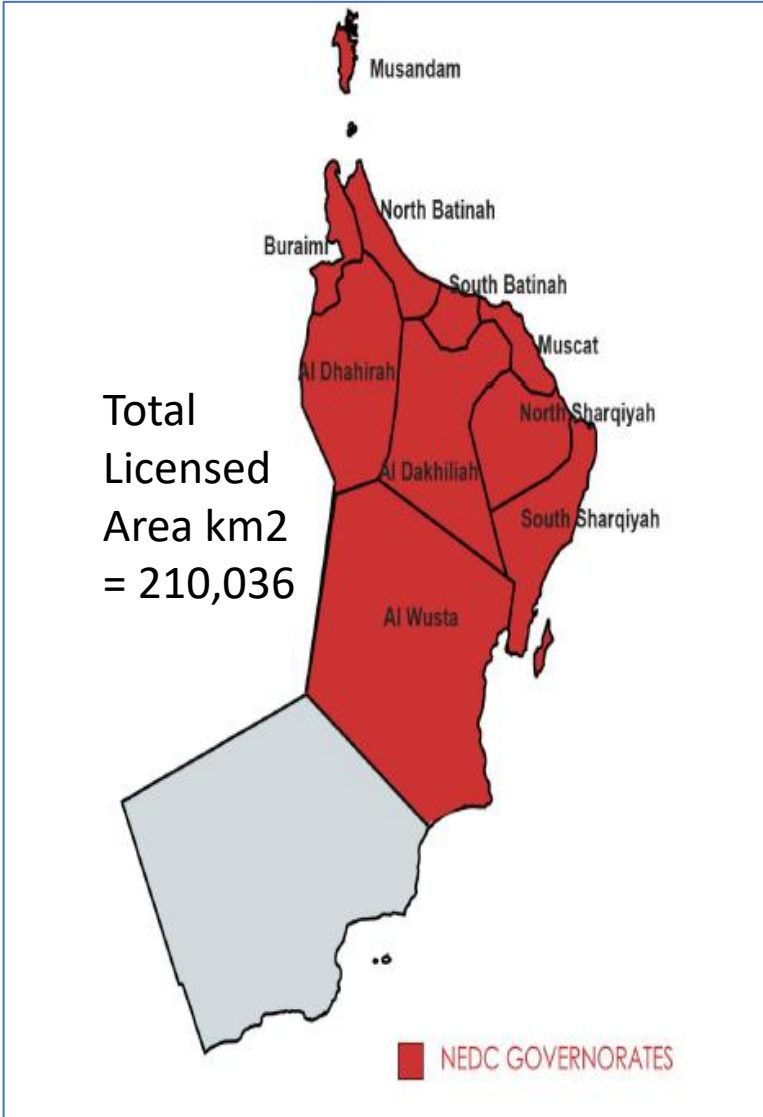 Musandam
North Batinah
Buraimi
South Batinah
Muscat
Al Dhahirah
Total
Licensed
Area km2
= 210,036
North Sharqiyah
Al Dakhiliah
South Sharqiyah
Al Wusta
NEDC GOVERNORATES